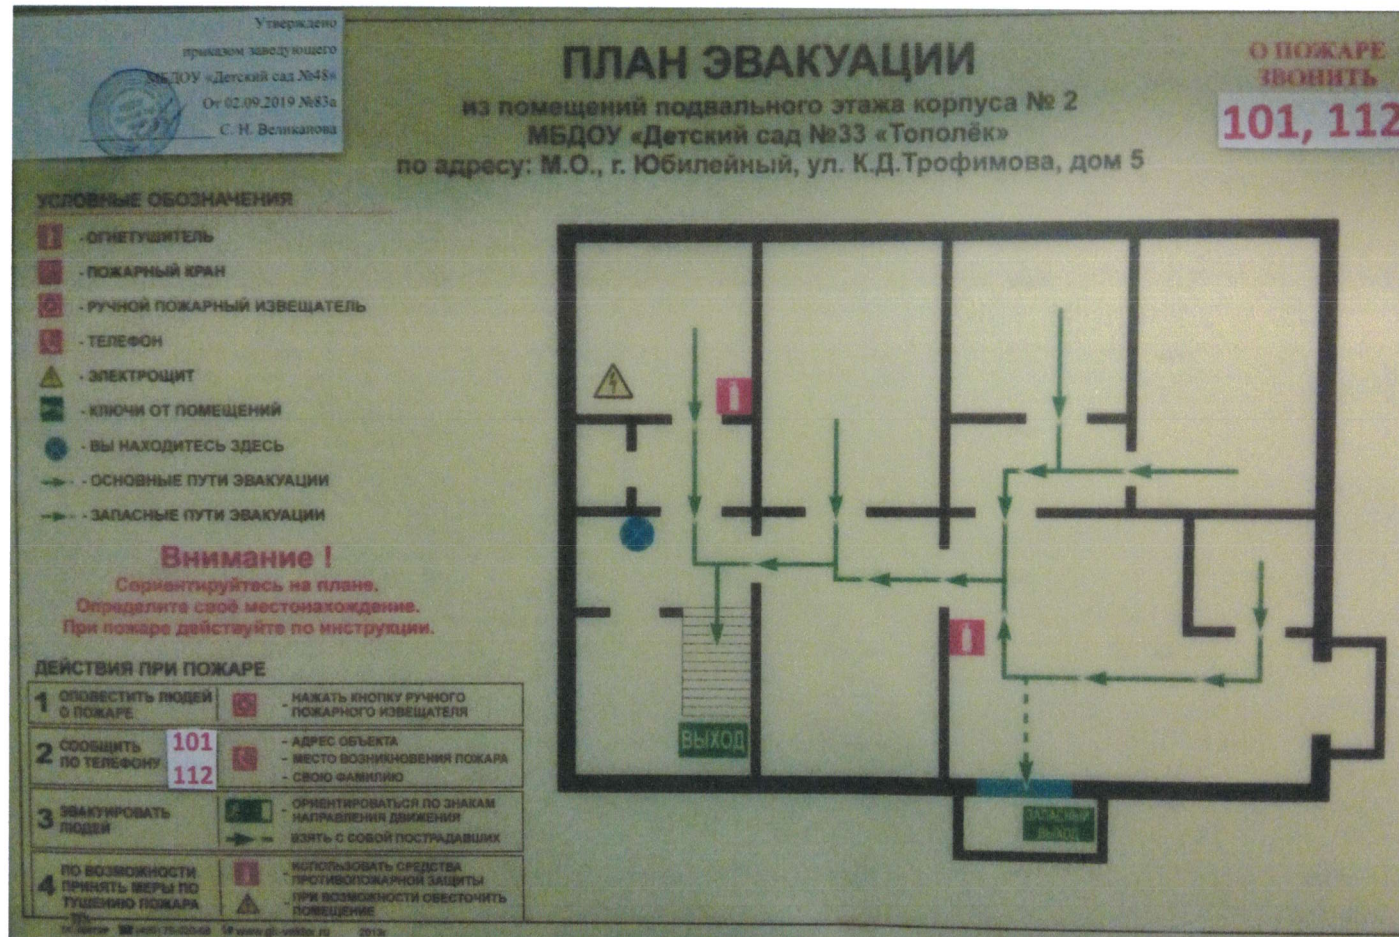 Утверждено
приказом заведующего
МБДОУ «Детский сад №48»
От 02.09.2019 №83а
С. Н. Великанова
ПЛАН ЭВАКУАЦИИ
из помещений подвального этажа корпуса № 2
МБДОУ «Детский сад №33 «Тополёк»
по адресу: М.О., г. Юбилейный, ул. К.Д.Трофимова, дом 5
О ПОЖАРЕ
ЗВОНИТЬ
101, 112
УСЛОВНЫЕ ОБОЗНАЧЕНИЯ
- ОГНЕТУШИТЕЛЬ
- ПОЖАРНЫЙ КРАН
- РУЧНОЙ ПОЖАРНЫЙ ИЗВЕЩАТЕЛЬ
- ТЕЛЕФОН
- ЭЛЕКТРОЩИТ
- КЛЮЧИ ОТ ПОМЕЩЕНИЙ
- ВЫ НАХОДИТЕСЬ ЗДЕСЬ
- ОСНОВНЫЕ ПУТИ ЭВАКУАЦИИ
- ЗАПАСНЫЕ ПУТИ ЭВАКУАЦИИ
Внимание !
Сориентируйтесь на плане.
Определите своё местонахождение.
При пожаре действуйте по инструкции.
ДЕЙСТВИЯ ПРИ ПОЖАРЕ
1 ОПОВЕСТИТЬ ЛЮДЕЙ
О ПОЖАРЕ
- НАЖАТЬ КНОПКУ РУЧНОГО
ПОЖАРНОГО ИЗВЕЩАТЕЛЯ
2 СООБЩИТЬ
ПО ТЕЛЕФОНУ
101
112
- АДРЕС ОБЪЕКТА
- МЕСТО ВОЗНИКНОВЕНИЯ ПОЖАРА
- СВОЮ ФАМИЛИЮ
3 ЭВАКУИРОВАТЬ
ЛЮДЕЙ
- ОРИЕНТИРОВАТЬСЯ ПО ЗНАКАМ
НАПРАВЛЕНИЯ ДВИЖЕНИЯ
ВЗЯТЬ С СОБОЙ ПОСТРАДАВШИХ
4 ПО ВОЗМОЖНОСТИ
ПРИНЯТЬ МЕРЫ ПО
ТУШЕНИЮ ПОЖАРА
- ИСПОЛЬЗОВАТЬ СРЕДСТВА
ПРОТИВОПОЖАРНОЙ ЗАЩИТЫ
- ПРИ ВОЗМОЖНОСТИ ОБЕСТОЧИТЬ
ПОМЕЩЕНИЕ
ВЫХОД
ЗАПАСНЫЙ
ВЫХОД
2013г